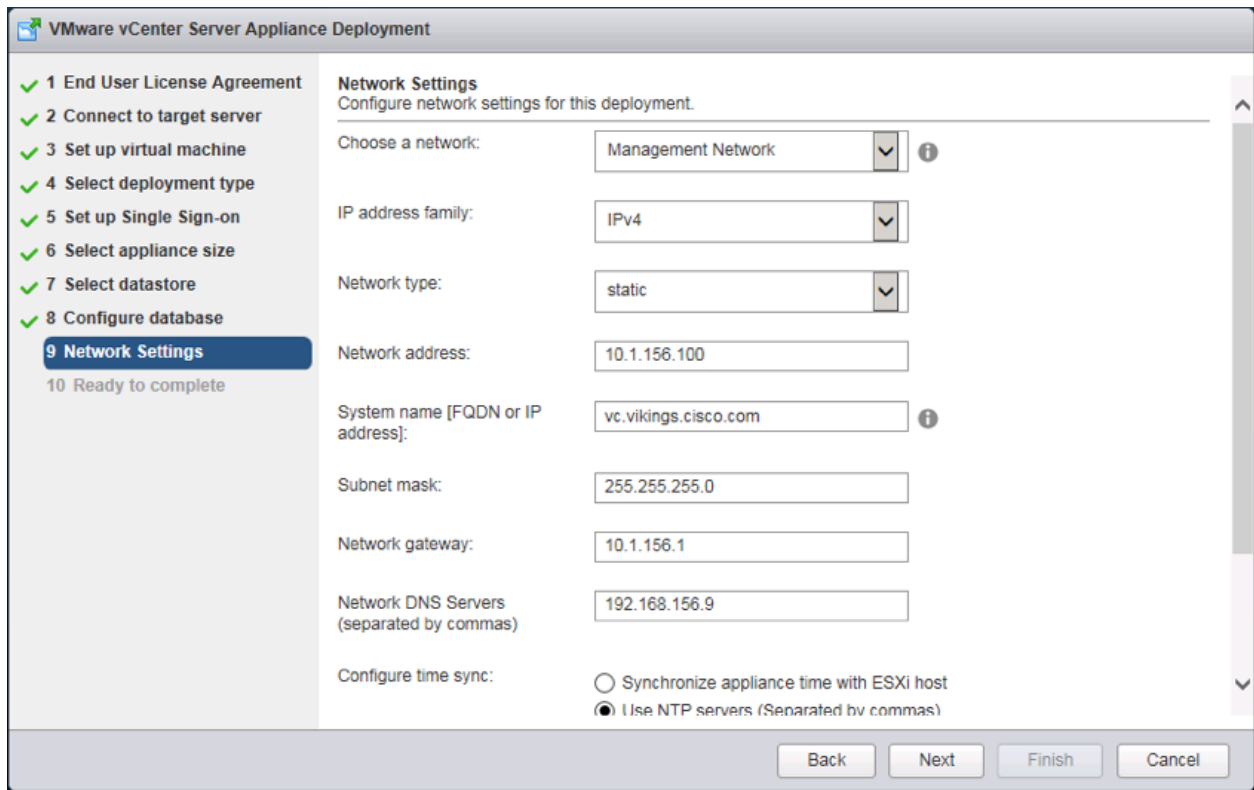 VMware vCenter Server Appliance Deployment
1 End User License Agreement
2 Connect to target server
3 Set up virtual machine
4 Select deployment type
5 Set up Single Sign-on
6 Select appliance size
7 Select datastore
8 Configure database
9 Network Settings
10 Ready to complete
Network Settings
Configure network settings for this deployment.
Choose a network:
Management Network
IP address family:
IPv4
Network type:
static
Network address:
10.1.156.100
System name [FQDN or IP
address]:
vc.vikings.cisco.com
Subnet mask:
255.255.255.0
Network gateway:
10.1.156.1
Network DNS Servers
(separated by commas)
192.168.156.9
Configure time sync:
Synchronize appliance time with ESXi host
Use NTP servers (Separated by commas)
Back
Next
Finish
Cancel